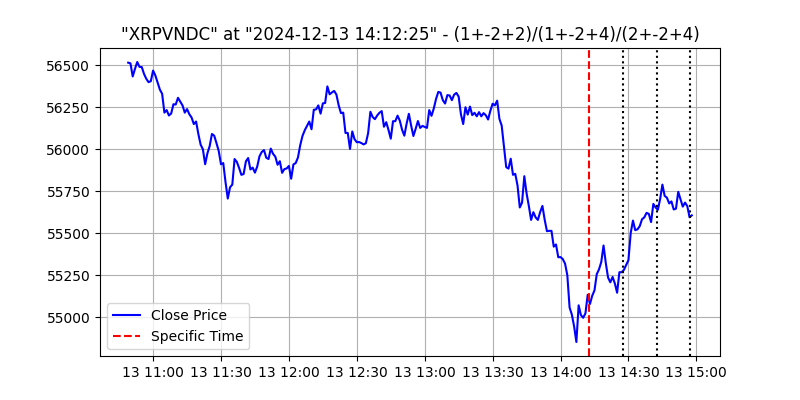 "XRPVNDC" at "2024-12-13 14:12:25" - (1+-2+2)/(1+-2+4)/(2+-2+4)
56500
56250
56000
55750
55500
55250
55000
Close Price
Specific Time
13 11:00 13 11:30 13 12:00 13 12:30 13 13:00 13 13:30 13 14:00 13 14:30 13 15:00